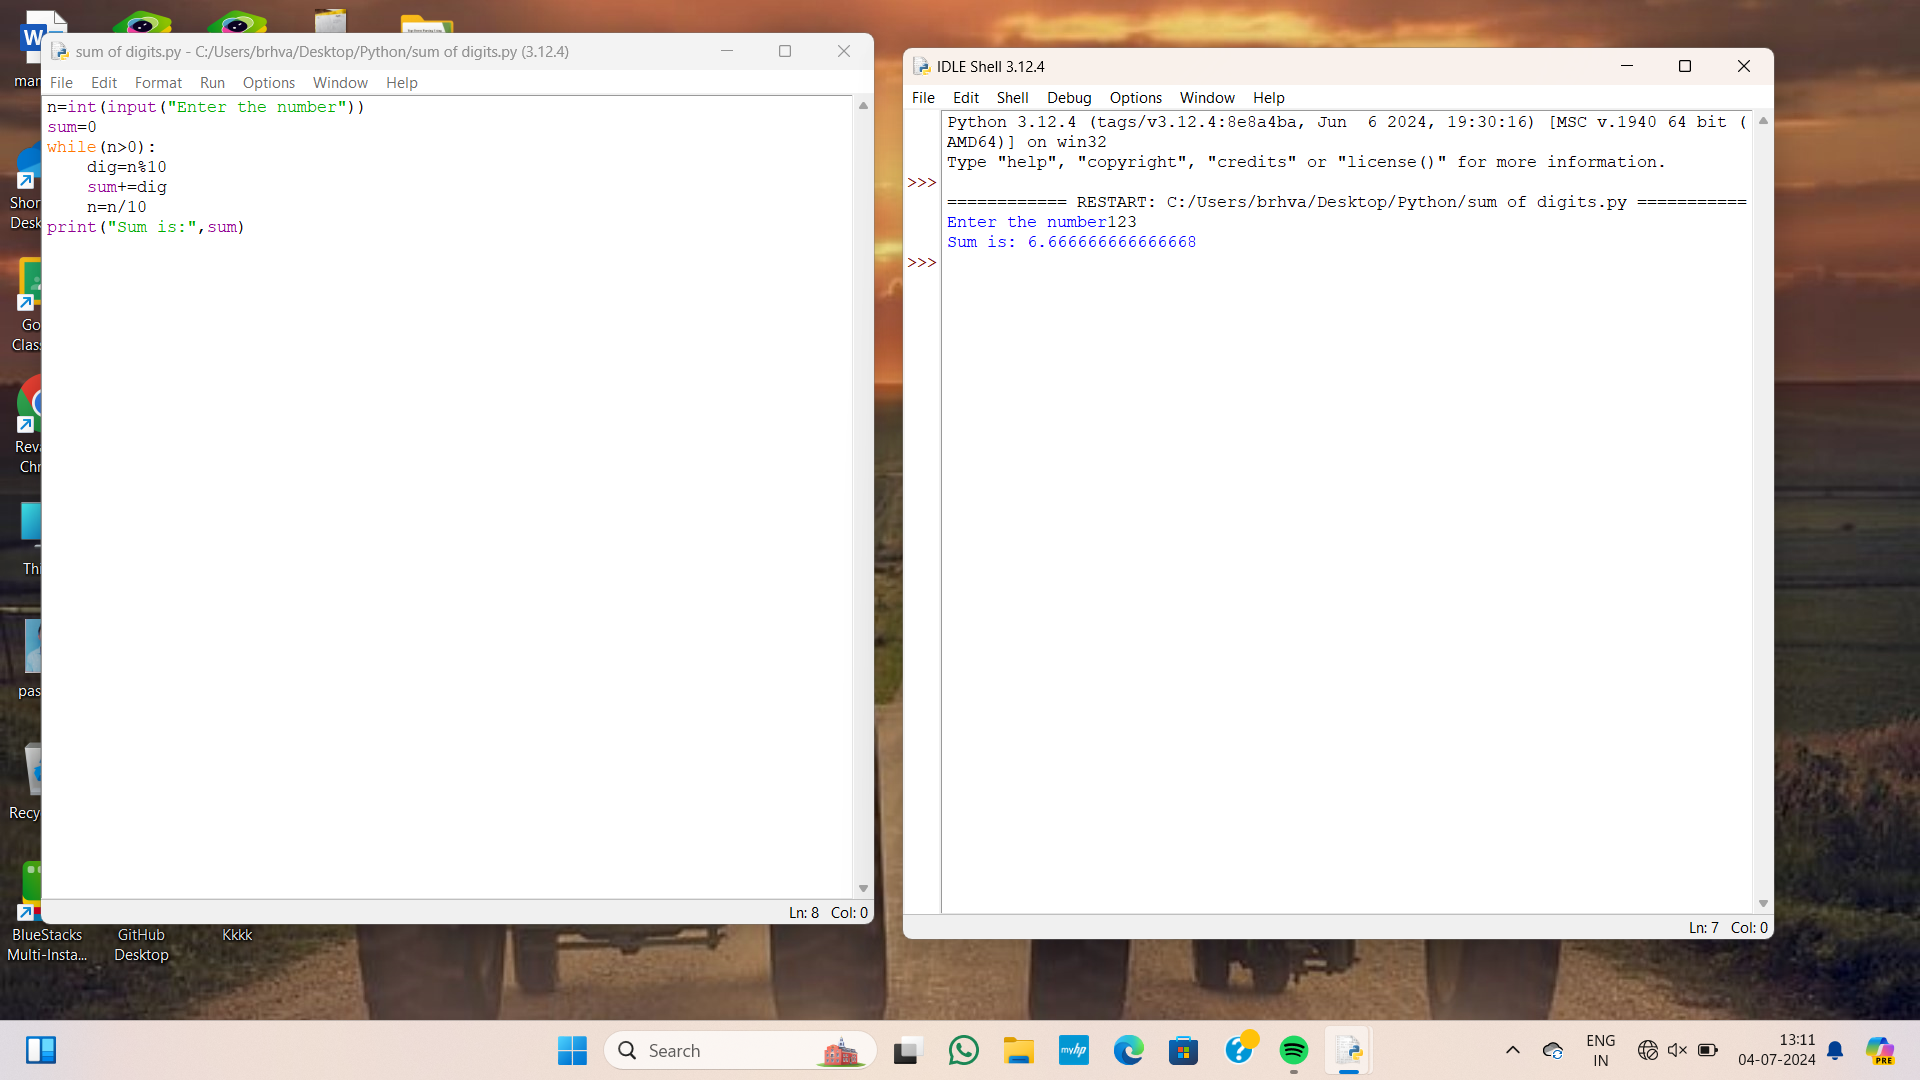 W
man
sum of digits.py - C:/Users/brhva/Desktop/Python/sum of digits.py (3.12.4)
File Edit Format Run Options Window Help
n=int(input("Enter the number"))
sum=0
while(n>0):
    dig=n%10
    sum+=dig
    n=n/10
print("Sum is:",sum)
Ln: 8 Col: 0
IDLE Shell 3.12.4
File Edit Shell Debug Options Window Help
Python 3.12.4 (tags/v3.12.4:8e8a4ba, Jun  6 2024, 19:30:16) [MSC v.1940 64 bit (
AMD64)] on win32
Type "help", "copyright", "credits" or "license()" for more information.
>>>
============ RESTART: C:/Users/brhva/Desktop/Python/sum of digits.py ===========
Enter the number123
Sum is: 6.666666666666668
>>>
Ln: 7 Col: 0
Shor
Desk
Go
Clas
Reva
Chr
Thi
pas
Recy
BlueStacks
Multi-Insta...
GitHub
Desktop
Kkkk
Search
myhp
ENG
IN
13:11
04-07-2024
PRE